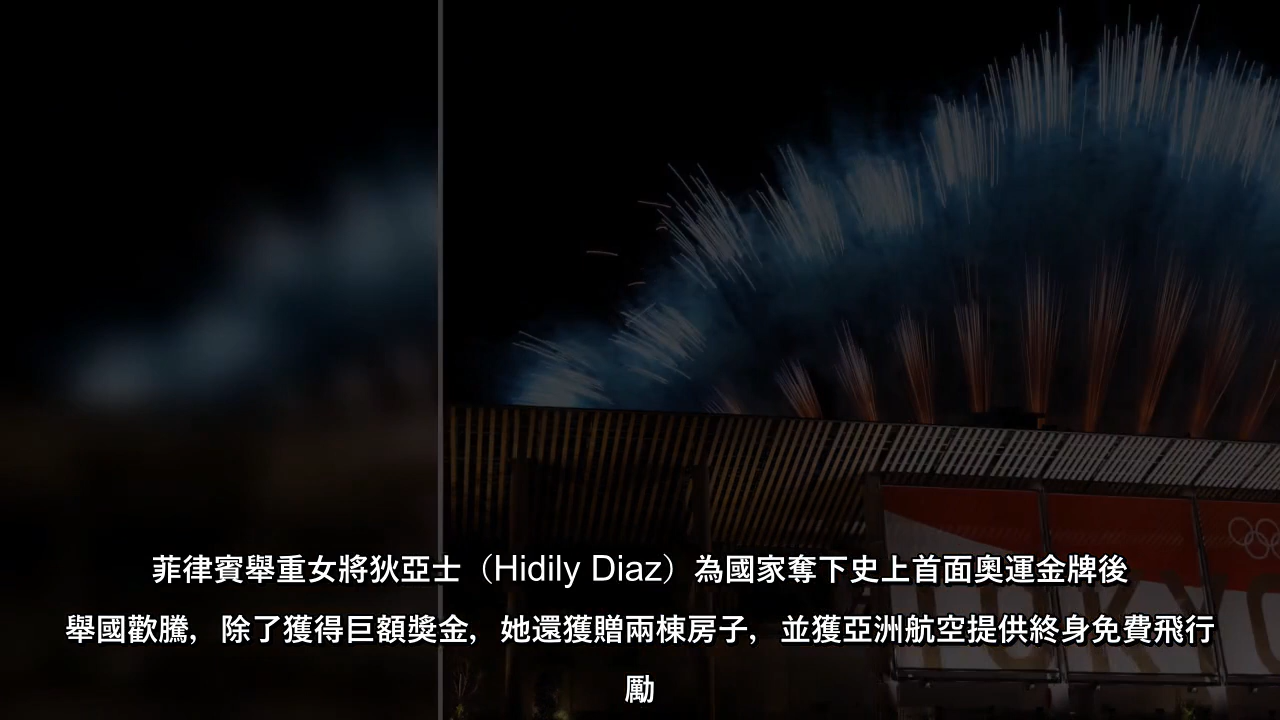 菲律賓舉重女將狄亞士（Hidily Diaz）為國家奪下史上首面奧運金牌後
舉國歡騰，除了獲得巨額獎金，她還獲贈兩棟房子，並獲亞洲航空提供終身免費飛行
勵
TOKYO